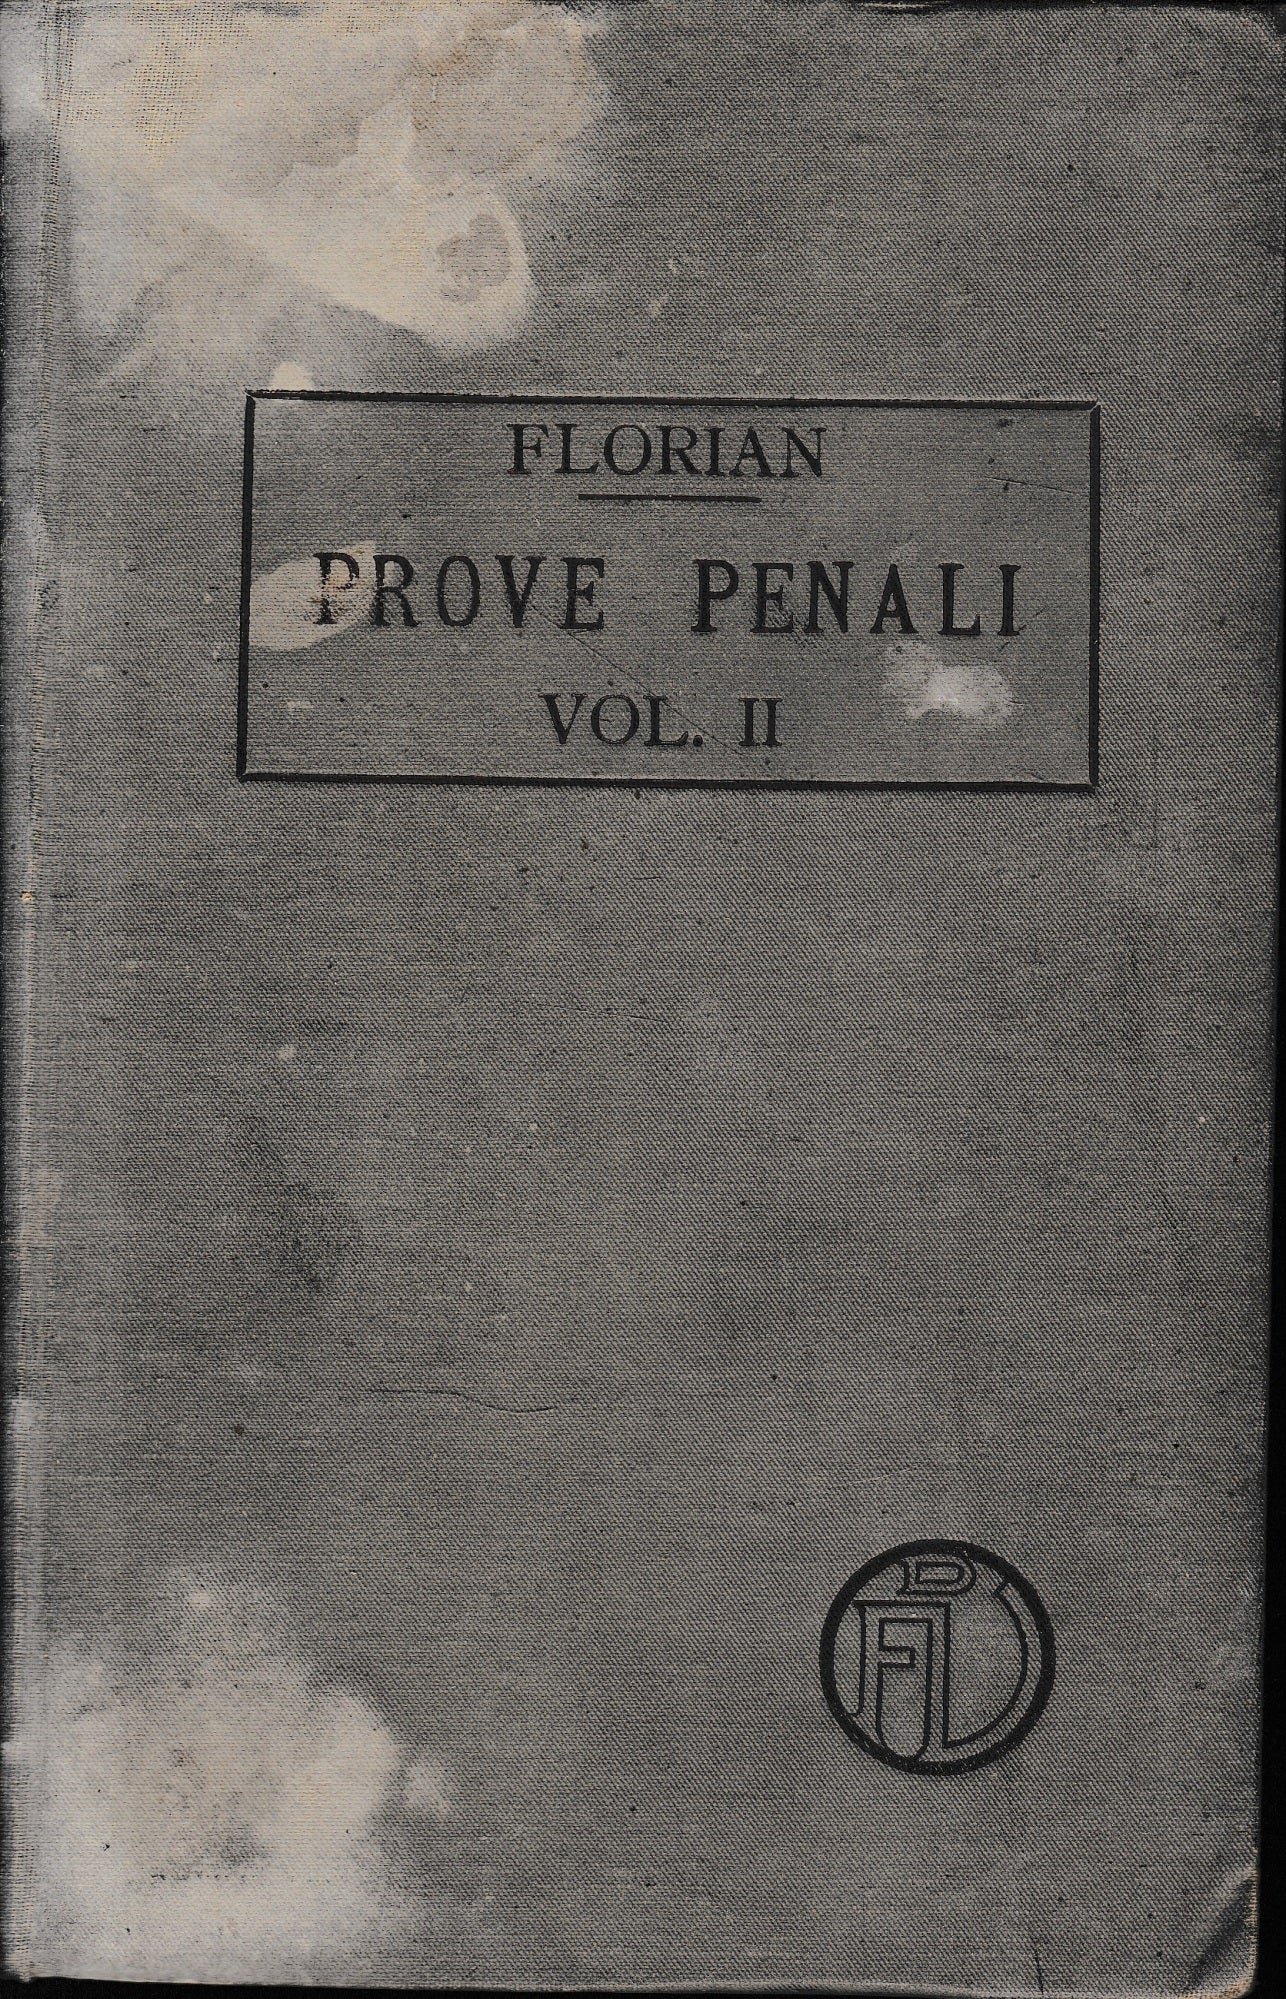 FLORIAN
PROVE PENALI
VOL. II